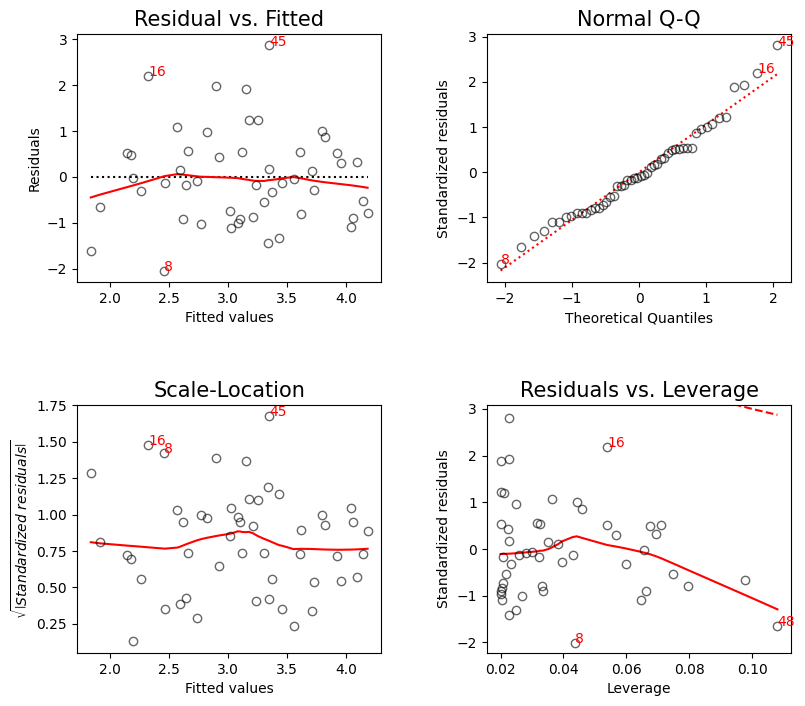 Residual vs. Fitted
Residuals
3
2
1
0
−1
−2
45
16
8
2.0 2.5 3.0 3.5 4.0
Fitted values
Normal Q-Q
Standardized residuals
3
2
1
0
−1
−2
45
16
8
−2 −1 0 1 2
Theoretical Quantiles
Scale-Location
√|Standardized residuals|
1.75
1.50
1.25
1.00
0.75
0.50
0.25
45
16
8
2.0 2.5 3.0 3.5 4.0
Fitted values
Residuals vs. Leverage
Standardized residuals
3
2
1
0
−1
−2
16
48
8
0.02 0.04 0.06 0.08 0.10
Leverage